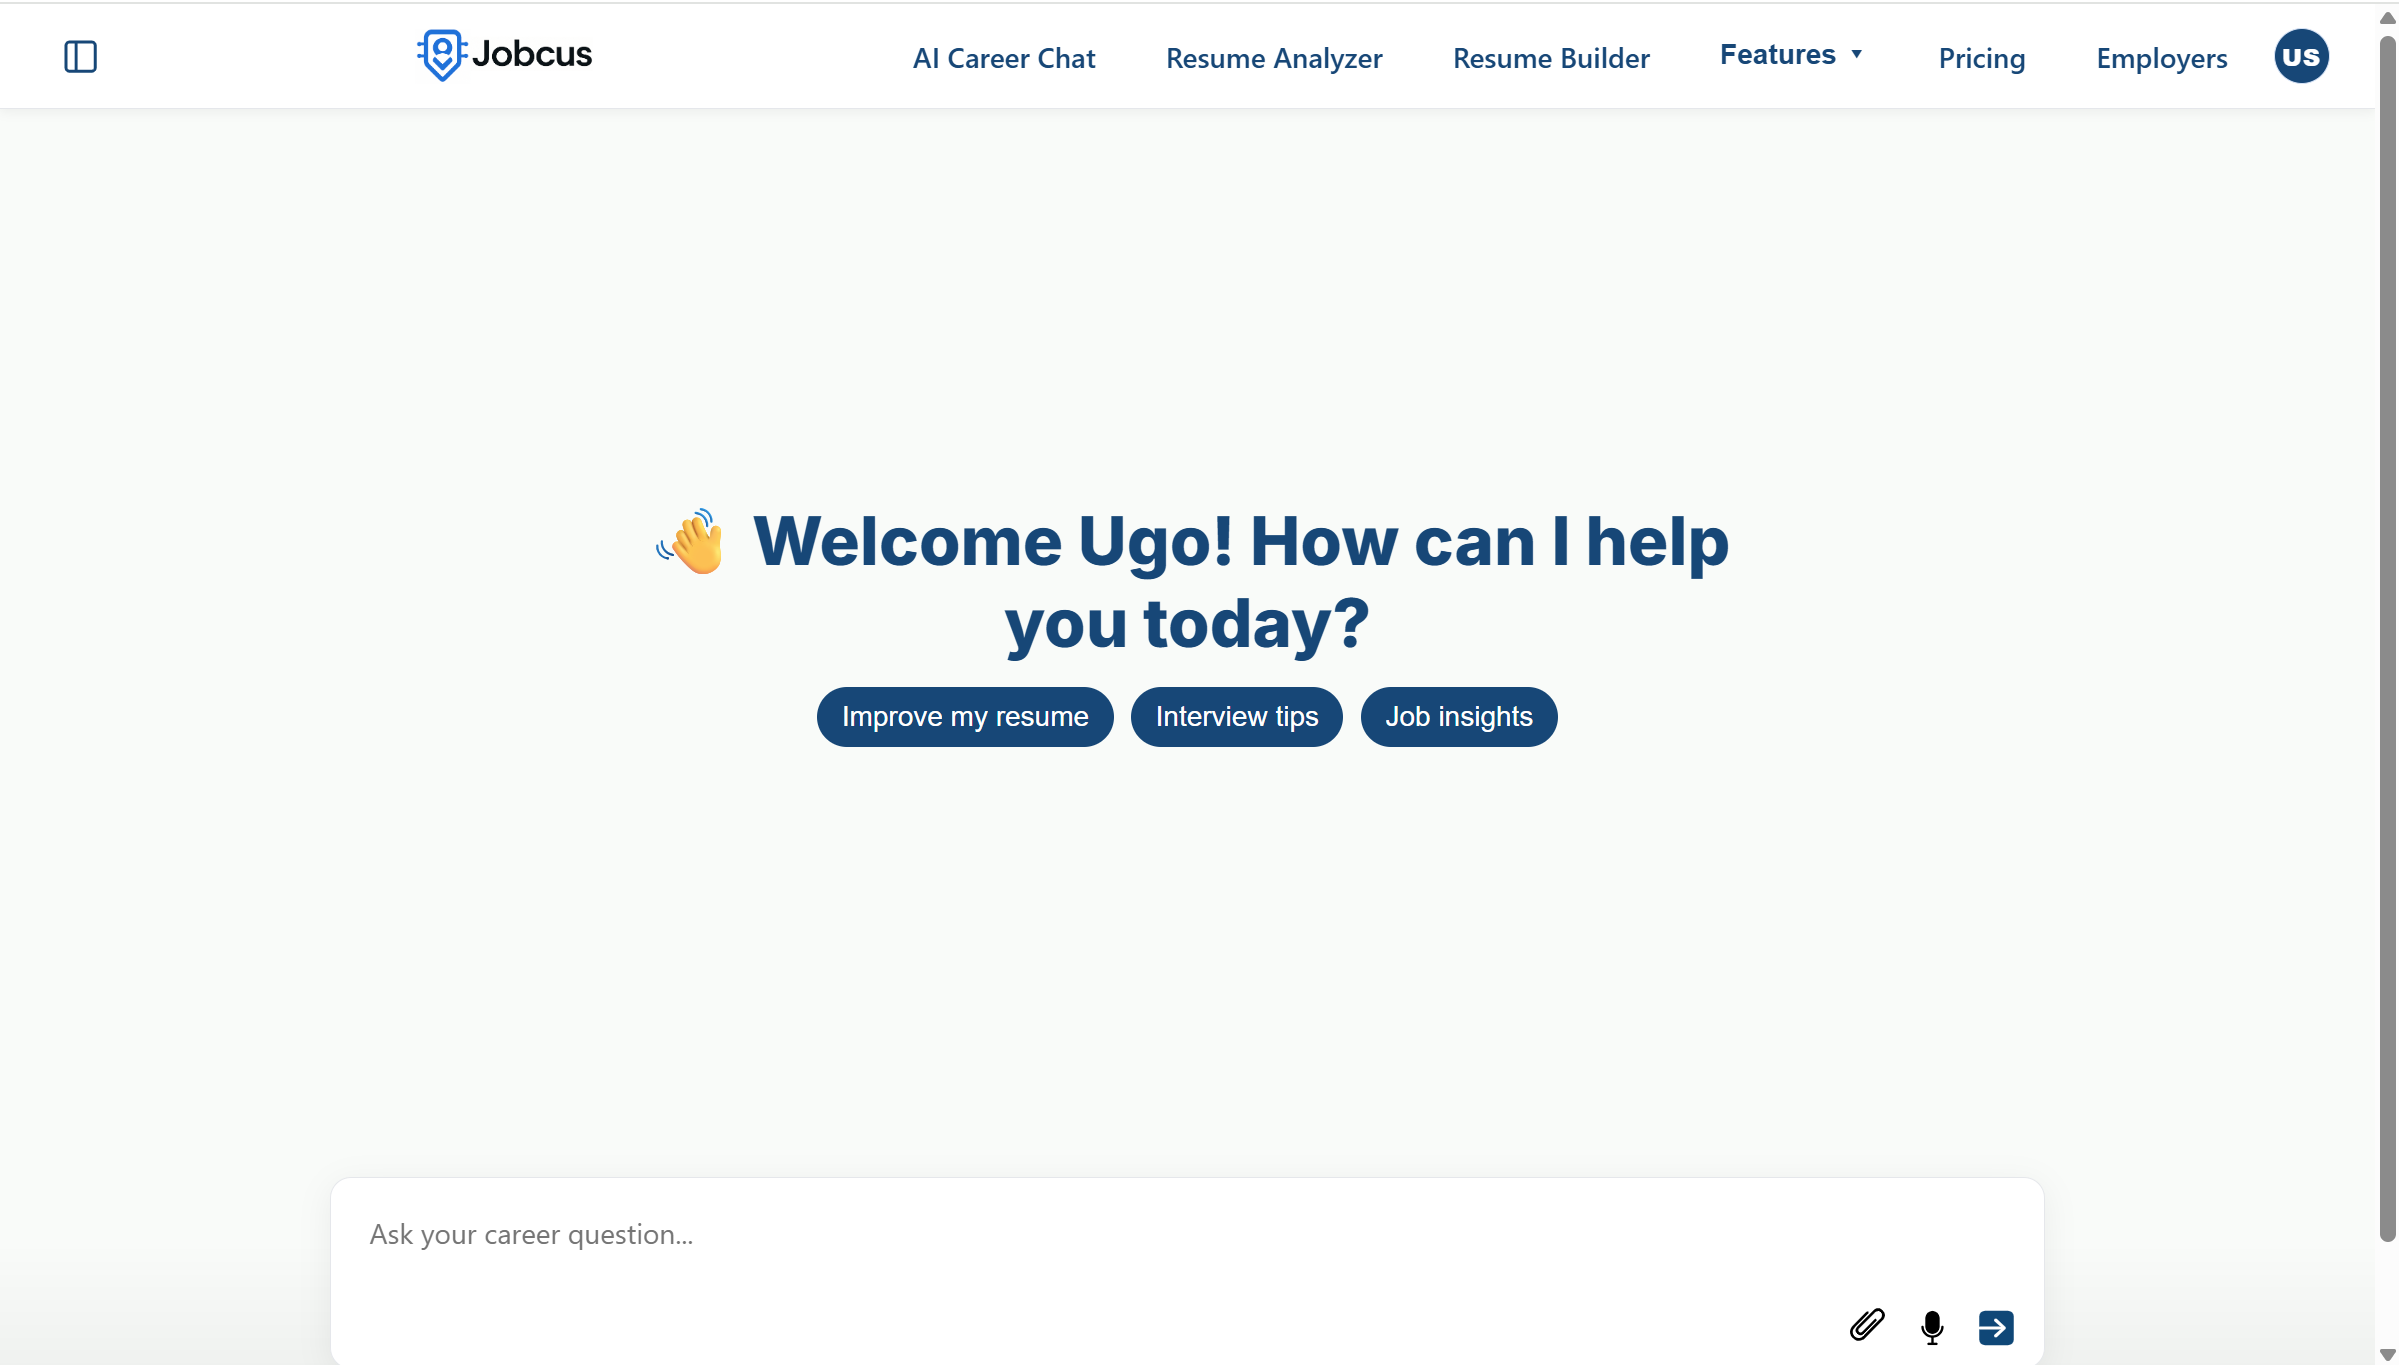 Jobcus
AI Career Chat
Resume Analyzer
Resume Builder
Features
Pricing
Employers
US
Welcome Ugo! How can I help
you today?
Improve my resume
Interview tips
Job insights
Ask your career question...